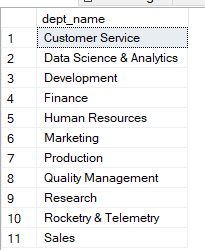 dept_name
1 Customer Service
2 Data Science & Analytics
3 Development
4 Finance
5 Human Resources
6 Marketing
7 Production
8 Quality Management
9 Research
10 Rocketry & Telemetry
11 Sales